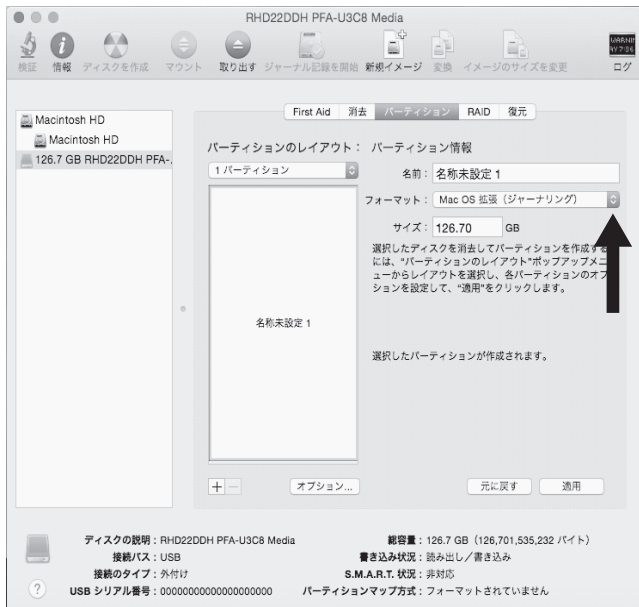 RHD22DDH PFA-U3C8 Media
検証 情報 ディスクを作成 マウント 取り出す ジャーナル記録を開始 新規イメージ 変換 イメージのサイズを変更 ログ
WARNIN
AY 7:36
First Aid 消去 パーティション RAID 復元
Macintosh HD
Macintosh HD
126.7 GB RHD22DDH PFA-.
パーティションのレイアウト：
1 パーティション
名称未設定 1
パーティション情報
名前：名称未設定 1
フォーマット：Mac OS 拡張（ジャーナリング）
サイズ：126.70 GB
選択したディスクを消去してパーティションを作成する
には、“パーティションのレイアウト”ポップアップメニ
ューからレイアウトを選択し、各パーティションのオプ
ションを設定して、“適用”をクリックします。
選択したパーティションが作成されます。
+ − オプション... 元に戻す 適用
ディスクの説明：RHD22DDH PFA-U3C8 Media
接続バス：USB
接続のタイプ：外付け
USB シリアル番号：00000000000000000000
総容量：126.7 GB（126,701,535,232 バイト）
書き込み状況：読み出し／書き込み
S.M.A.R.T. 状況：非対応
パーティションマップ方式：フォーマットされていません
?